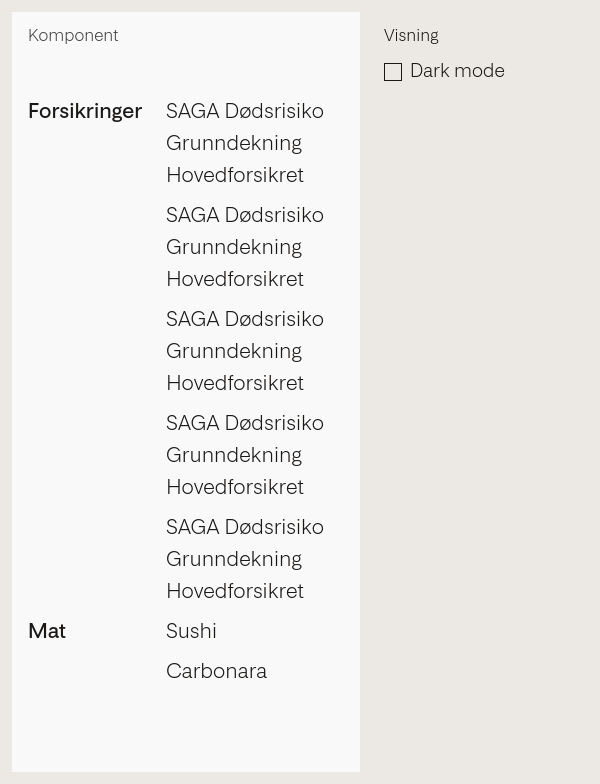 Komponent
Visning
Dark mode
Forsikringer
SAGA Dødsrisiko
Grunndekning
Hovedforsikret
SAGA Dødsrisiko
Grunndekning
Hovedforsikret
SAGA Dødsrisiko
Grunndekning
Hovedforsikret
SAGA Dødsrisiko
Grunndekning
Hovedforsikret
SAGA Dødsrisiko
Grunndekning
Hovedforsikret
Mat
Sushi
Carbonara